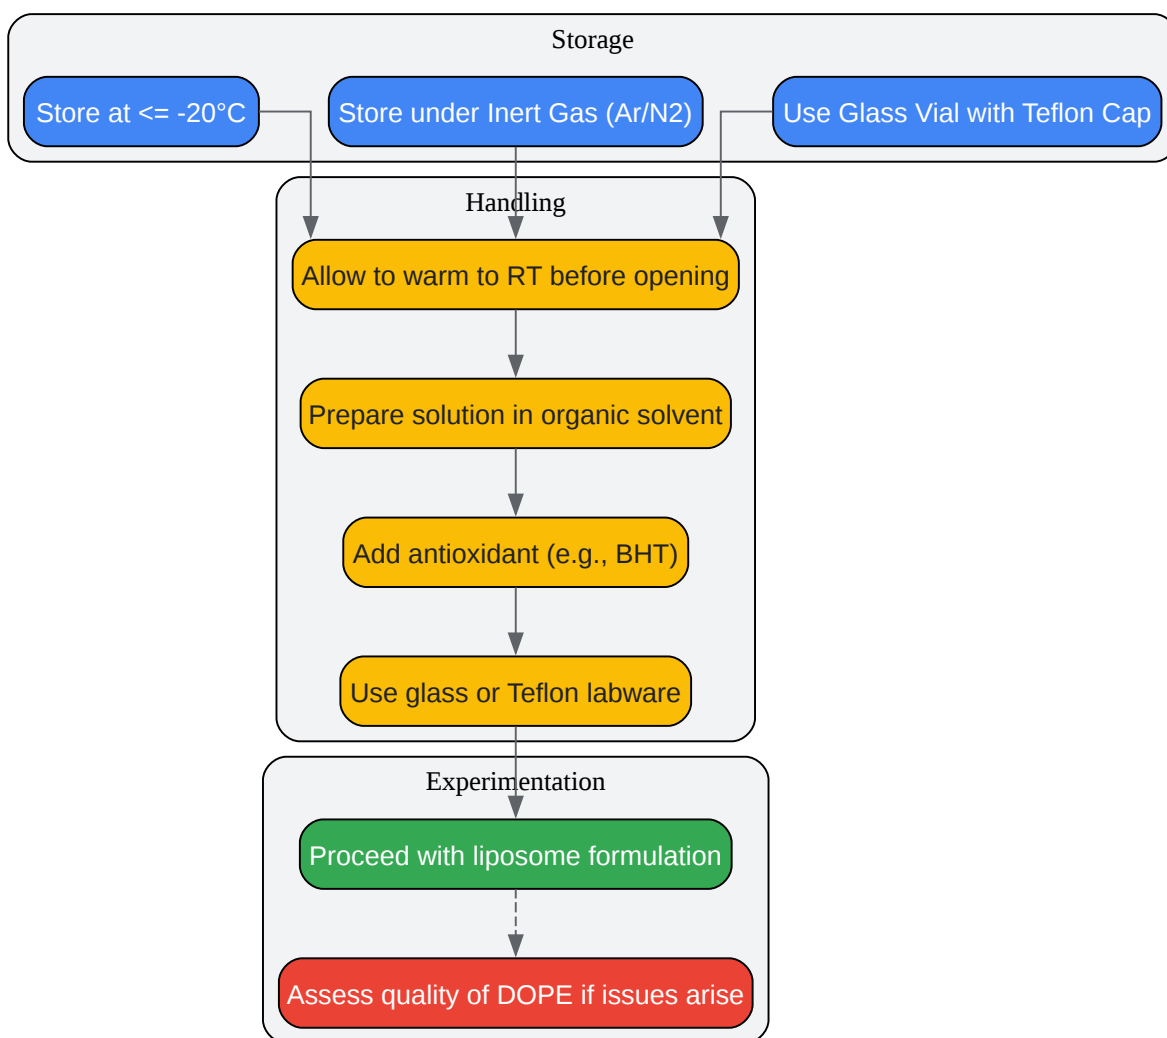 Storage
Store at <= -20°C
Store under Inert Gas (Ar/N2)
Use Glass Vial with Teflon Cap
Handling
Allow to warm to RT before opening
Prepare solution in organic solvent
Add antioxidant (e.g., BHT)
Use glass or Teflon labware
Experimentation
Proceed with liposome formulation
Assess quality of DOPE if issues arise